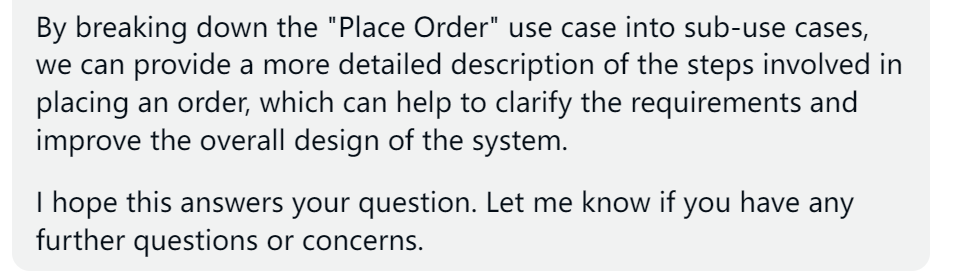 By breaking down the "Place Order" use case into sub-use cases,
we can provide a more detailed description of the steps involved in
placing an order, which can help to clarify the requirements and
improve the overall design of the system.
I hope this answers your question. Let me know if you have any
further questions or concerns.